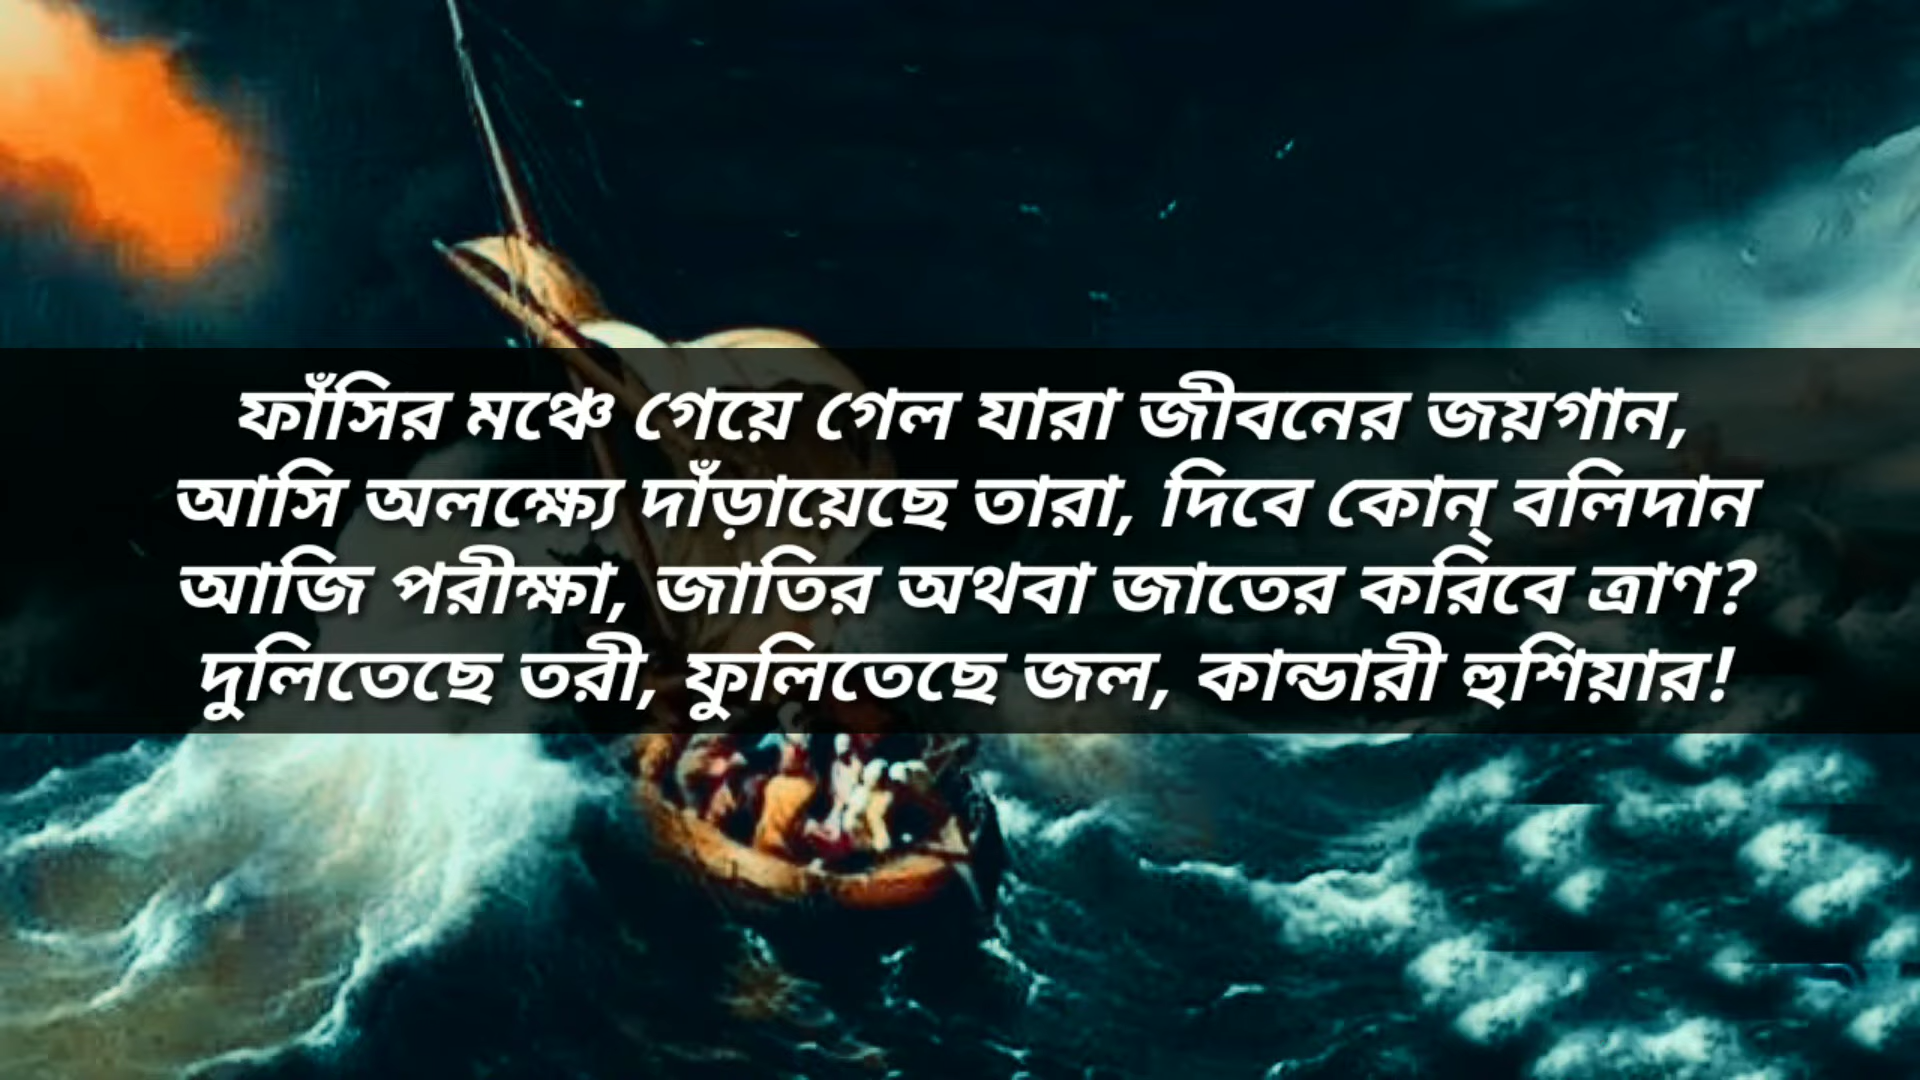 ফাঁসির মঞ্চে গেয়ে গেল যারা জীবনের জয়গান,
আসি অলক্ষ্যে দাঁড়ায়েছে তারা, দিবে কোন্ বলিদান
আজি পরীক্ষা, জাতির অথবা জাতের করিবে ত্রাণ?
দুলিতেছে তরী, ফুলিতেছে জল, কান্ডারী হুশিয়ার!